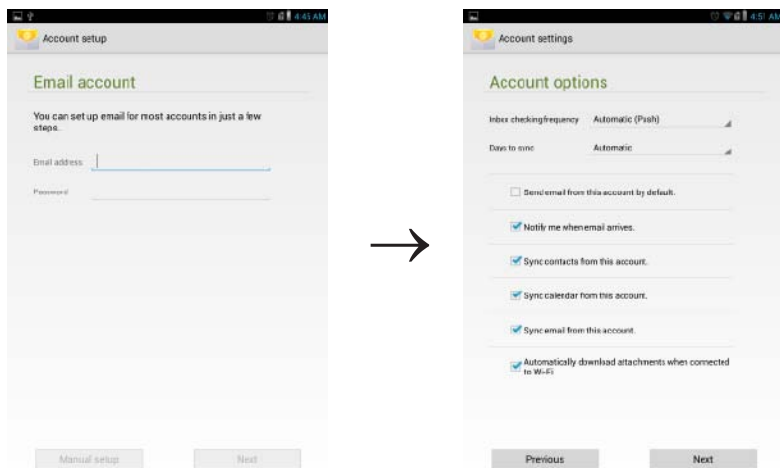 4:45 AM
Account setup
Email account
You can set up email for most accounts in just a few
steps.
Email address
Password
Manual setup
Next
→
4:51 AM
Account settings
Account options
Inbox checking frequency Automatic (Push)
Days to sync Automatic
Send email from this account by default.
Notify me when email arrives.
Sync contacts from this account.
Sync calendar from this account.
Sync email from this account.
Automatically download attachments when connected
to Wi-Fi
Previous
Next